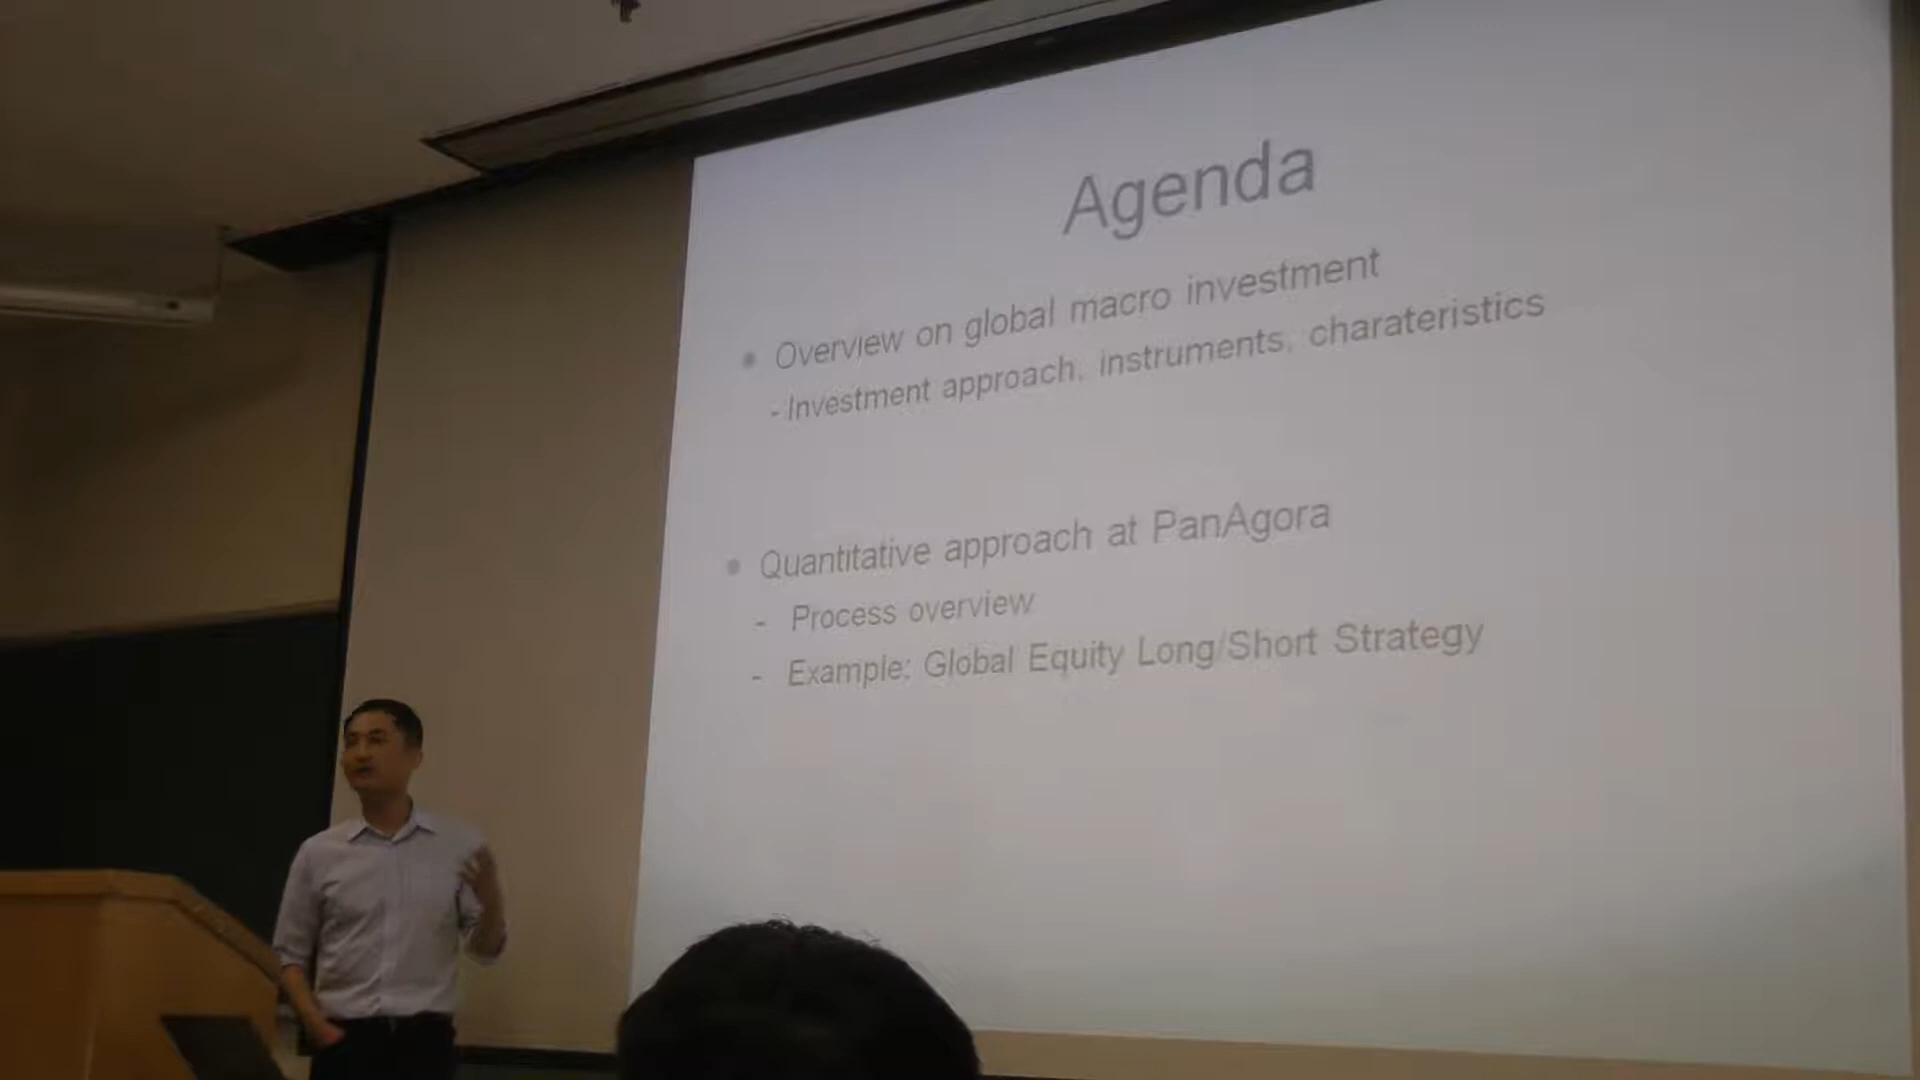 Agenda
• Overview on global macro investment
- Investment approach, instruments, charateristics
• Quantitative approach at PanAgora
- Process overview
- Example: Global Equity Long/Short Strategy